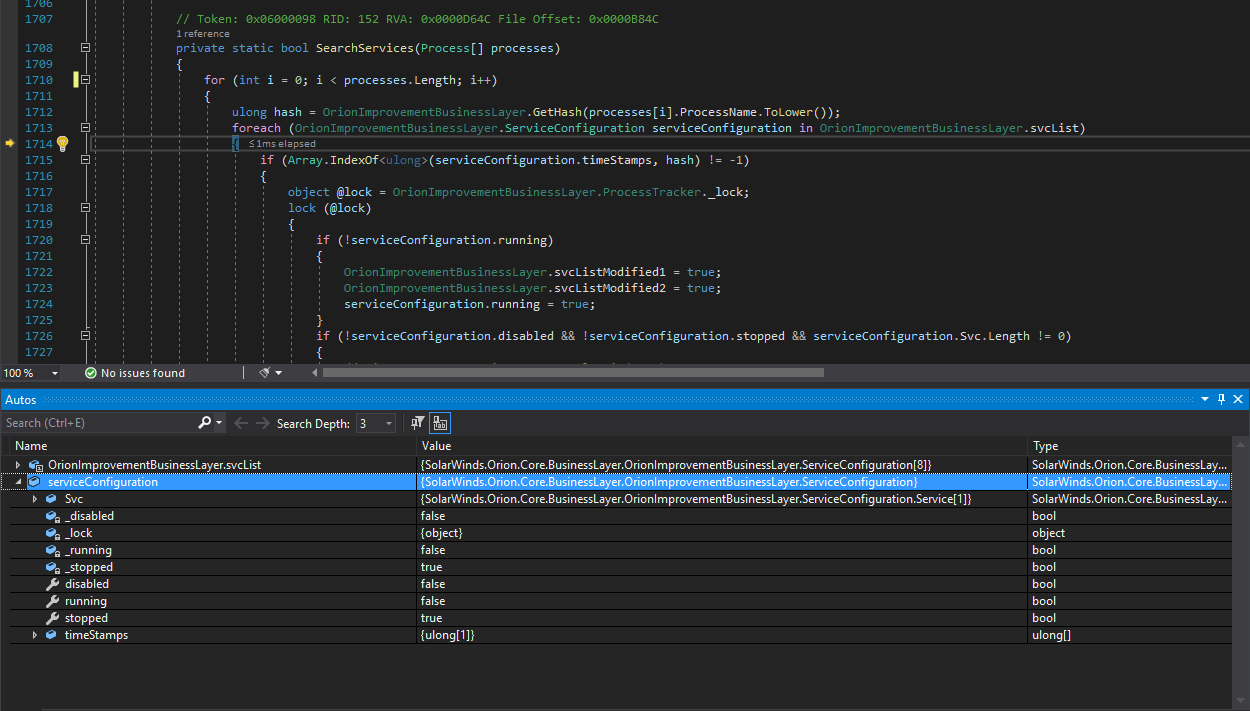 1706
1707 // Token: 0x06000098 RID: 152 RVA: 0x0000D64C File Offset: 0x0000B84C
1 reference
1708 private static bool SearchServices(Process[] processes)
1709 {
1710 for (int i = 0; i < processes.Length; i++)
1711 {
1712 ulong hash = OrionImprovementBusinessLayer.GetHash(processes[i].ProcessName.ToLower());
1713 foreach (OrionImprovementBusinessLayer.ServiceConfiguration serviceConfiguration in OrionImprovementBusinessLayer.svcList)
1714 { ≤1ms elapsed
1715 if (Array.IndexOf<ulong>(serviceConfiguration.timeStamps, hash) != -1)
1716 {
1717 object @lock = OrionImprovementBusinessLayer.ProcessTracker._lock;
1718 lock (@lock)
1719 {
1720 if (!serviceConfiguration.running)
1721 {
1722 OrionImprovementBusinessLayer.svcListModified1 = true;
1723 OrionImprovementBusinessLayer.svcListModified2 = true;
1724 serviceConfiguration.running = true;
1725 }
1726 if (!serviceConfiguration.disabled && !serviceConfiguration.stopped && serviceConfiguration.Svc.Length != 0)
1727 {
100 % No issues found
Autos
Search (Ctrl+E) Search Depth: 3
Name Value Type
OrionImprovementBusinessLayer.svcList {SolarWinds.Orion.Core.BusinessLayer.OrionImprovementBusinessLayer.ServiceConfiguration[8]} SolarWinds.Orion.Core.BusinessLay...
serviceConfiguration {SolarWinds.Orion.Core.BusinessLayer.OrionImprovementBusinessLayer.ServiceConfiguration} SolarWinds.Orion.Core.BusinessLay...
Svc {SolarWinds.Orion.Core.BusinessLayer.OrionImprovementBusinessLayer.ServiceConfiguration.Service[1]} SolarWinds.Orion.Core.BusinessLay...
_disabled false bool
_lock {object} object
_running false bool
_stopped true bool
disabled false bool
running false bool
stopped true bool
timeStamps {ulong[1]} ulong[]